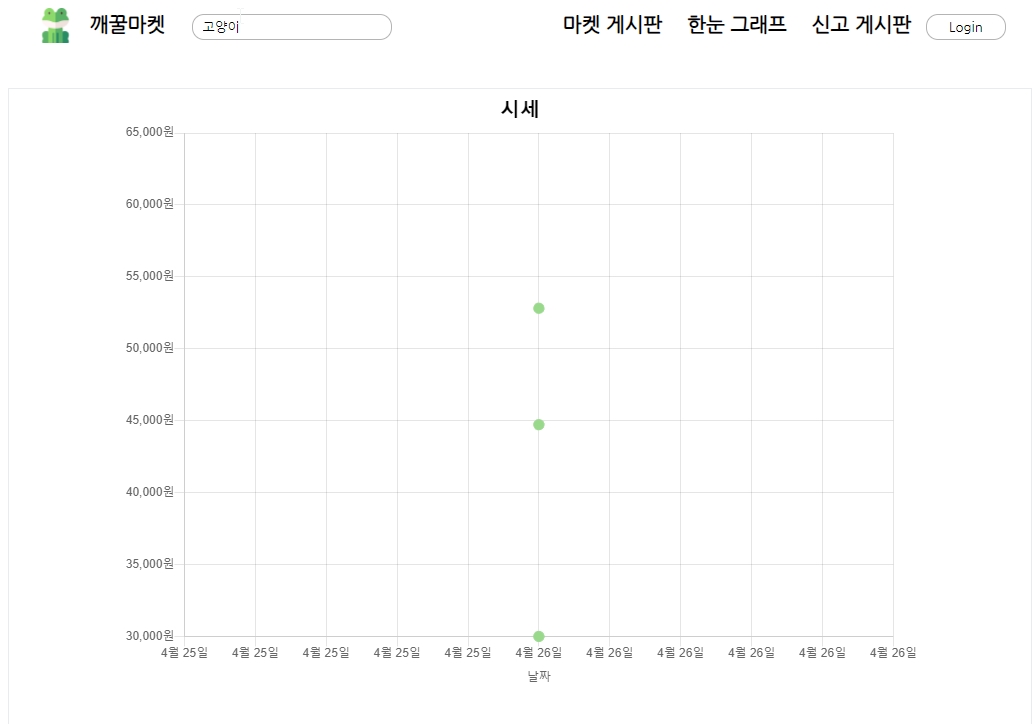 깨꿀마켓
고양이
마켓 게시판 한눈 그래프 신고 게시판 Login
시세
65,000원
60,000원
55,000원
50,000원
45,000원
40,000원
35,000원
30,000원
4월 25일 4월 25일 4월 25일 4월 25일 4월 25일 4월 26일 4월 26일 4월 26일 4월 26일 4월 26일 4월 26일
날짜